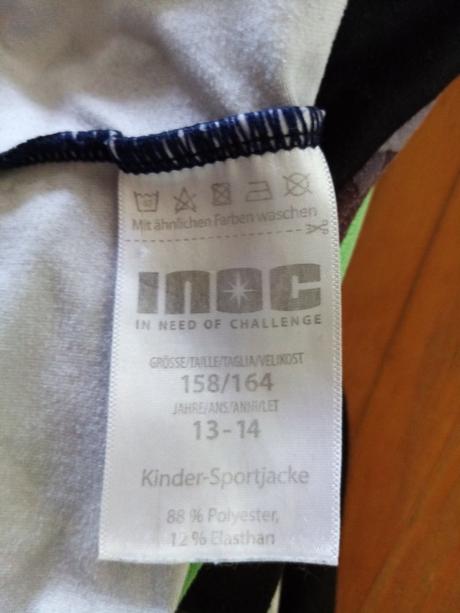 40
Mit ähnlichen Farben waschen
INOC
IN NEED OF CHALLENGE
GRÖSSE/TAILLE/TAGLIA/VELIKOST
158/164
JAHRE/ANS/ANNI/LET
13-14
Kinder-Sportjacke
88 % Polyester,
12 % Elasthan